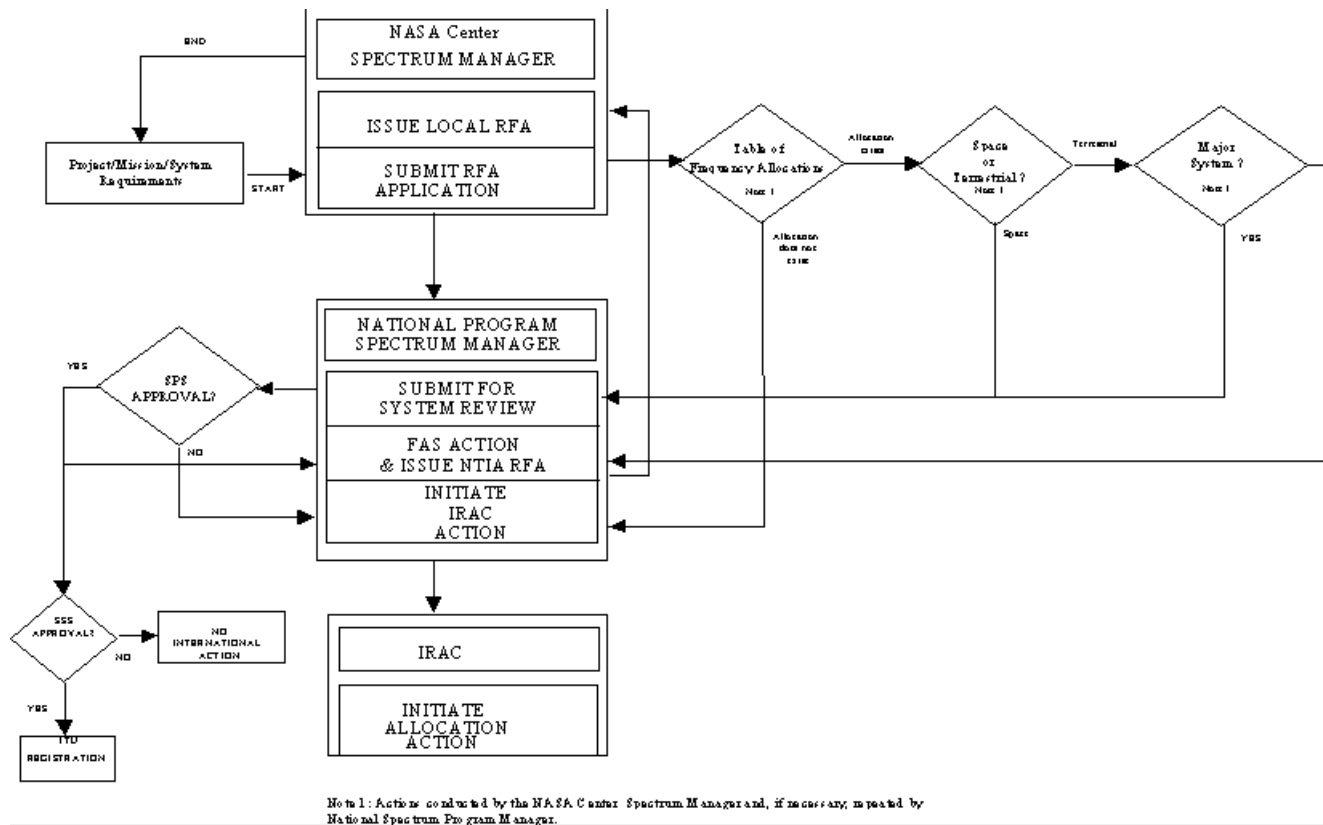 END
NASA Center
SPECTRUM MANAGER
ISSUE LOCAL RFA
SUBMIT RFA
APPLICATION
Project/Mission/System
Requirements
START
Table of
Frequency Allocations
Note 1
Allocation
exists
Allocation
does not
exist
Space
or
Terrestrial?
Note 1
Terrestrial
Space
Major
System ?
Note 1
YES
NATIONAL PROGRAM
SPECTRUM MANAGER
SUBMIT FOR
SYSTEM REVIEW
FAS ACTION
& ISSUE NTIA RFA
INITIATE
IRAC
ACTION
SPS
APPROVAL?
YES
NO
SSS
APPROVAL?
NO
NO
INTERNATIONAL
ACTION
YES
ITU
REGISTRATION
IRAC
INITIATE
ALLOCATION
ACTION
Note 1: Actions conducted by the NASA Center Spectrum Manager and, if necessary, repeated by
National Spectrum Program Manager.